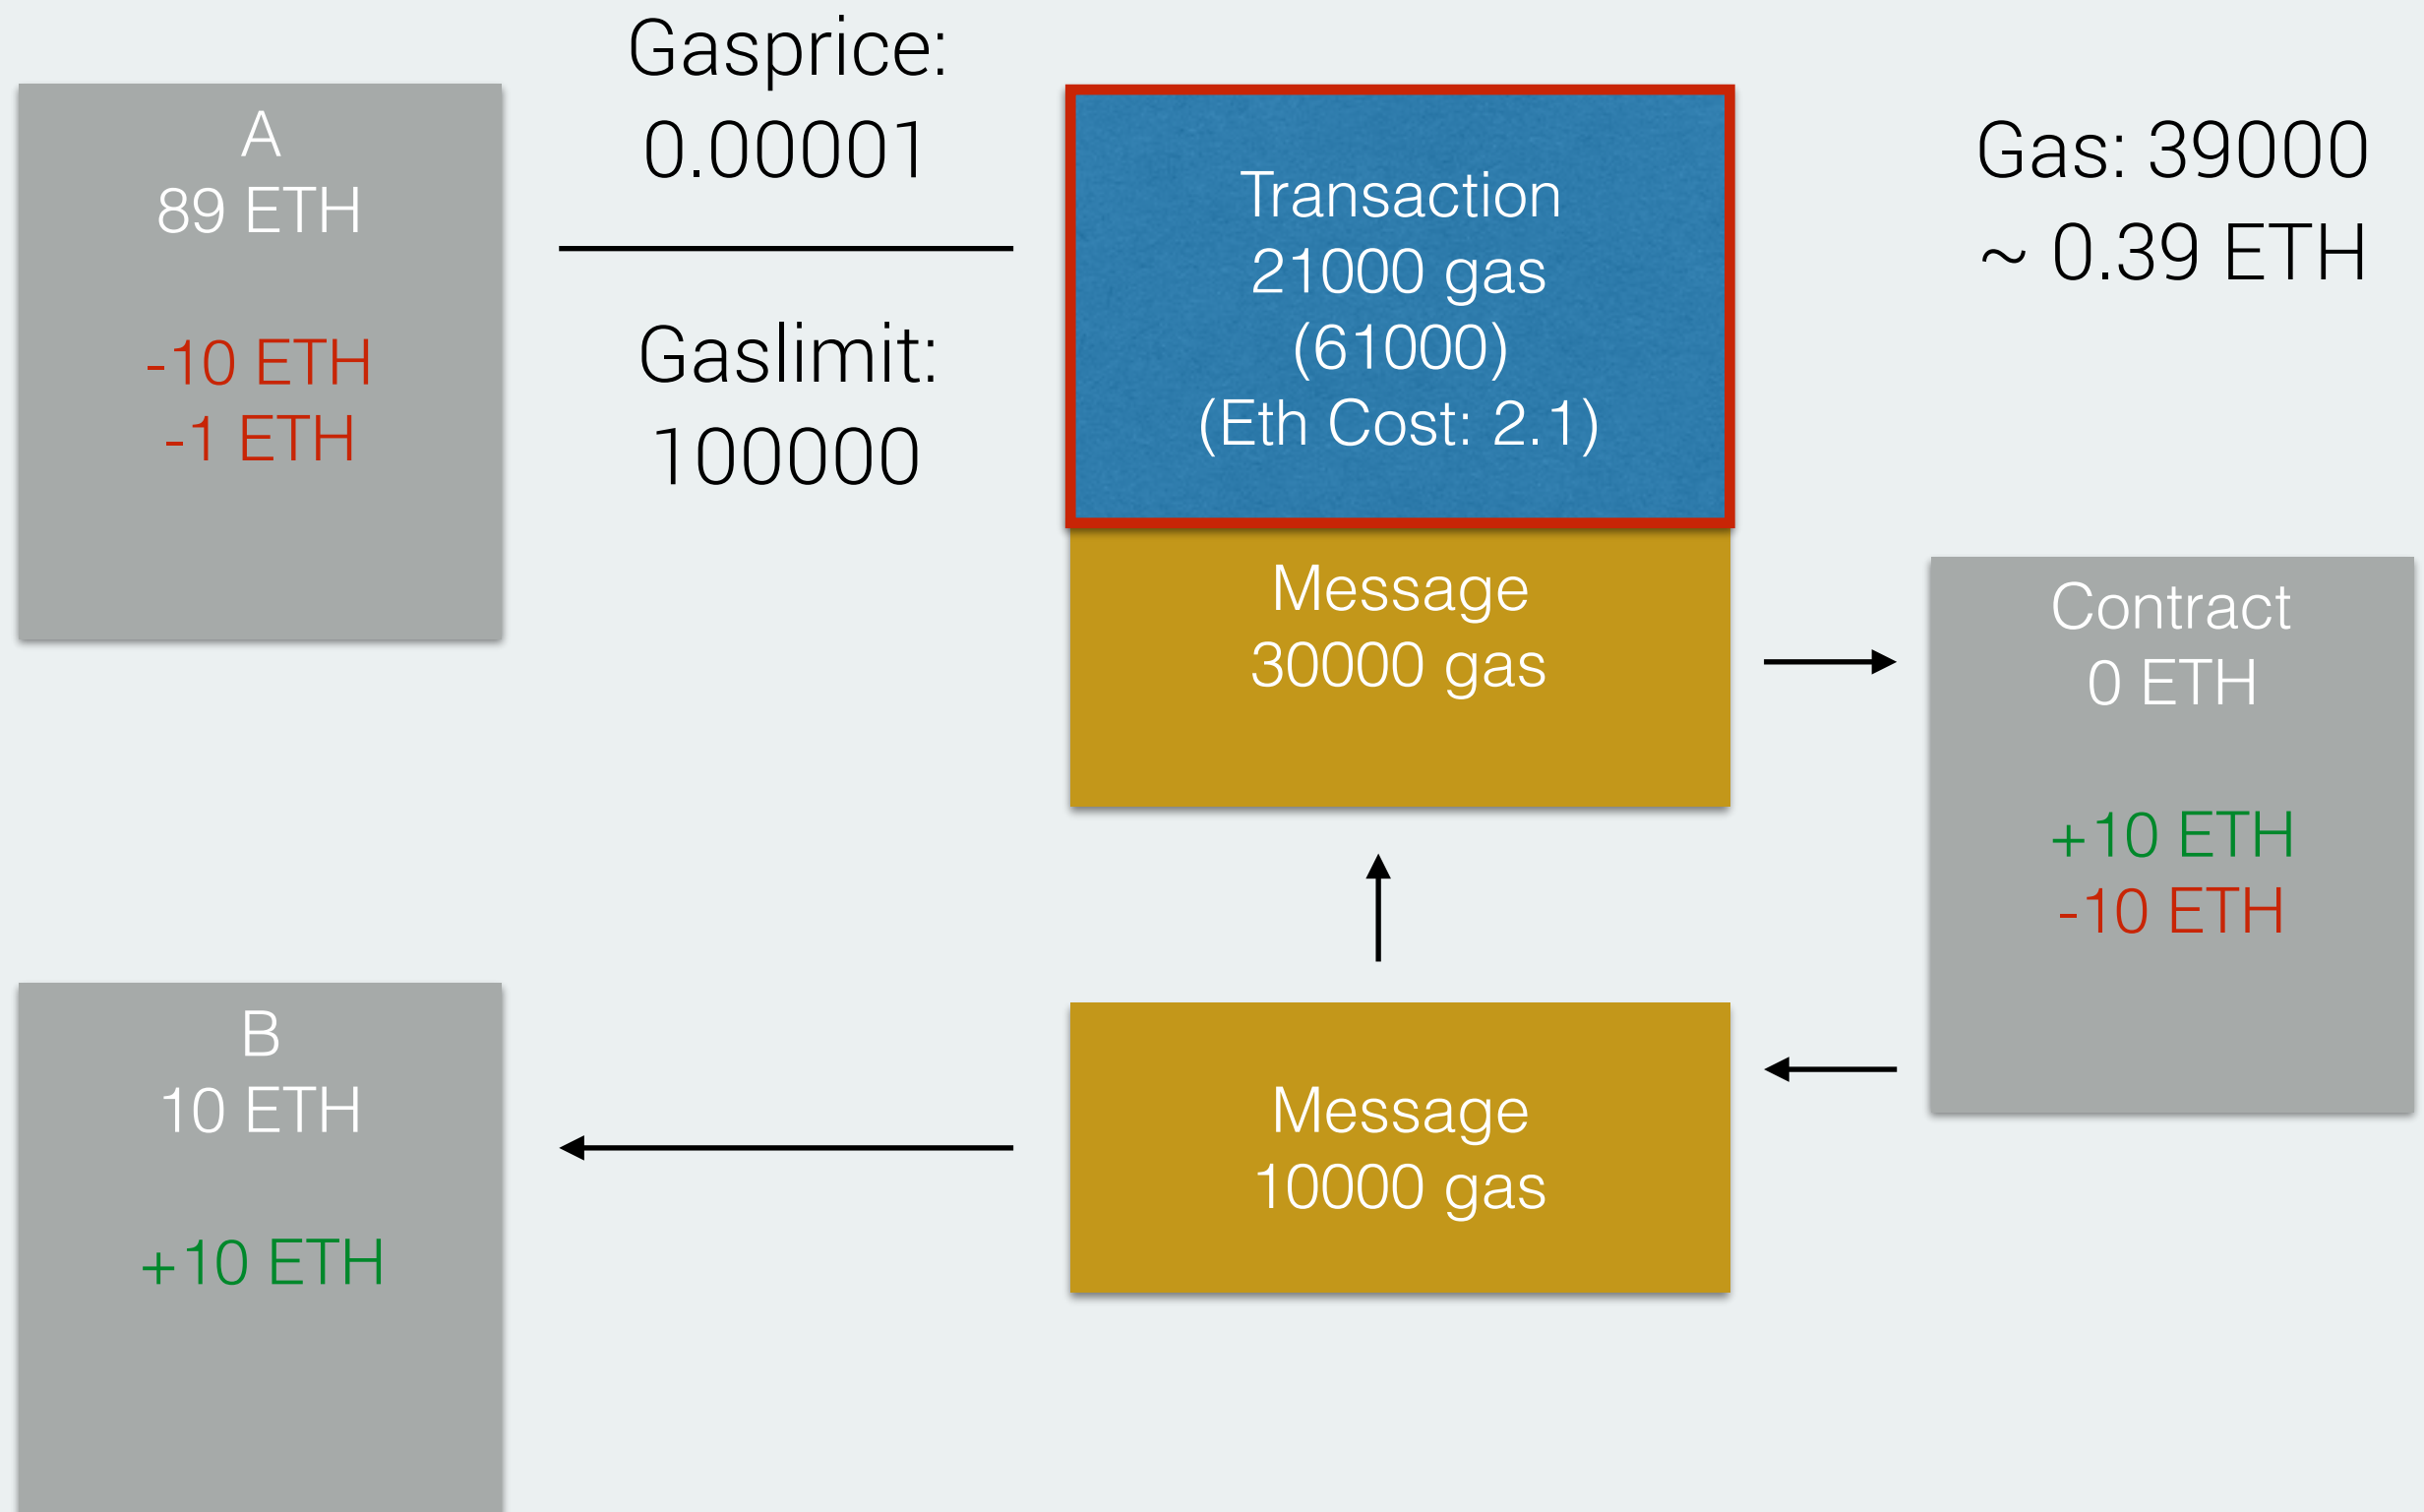 A
89 ETH
-10 ETH
-1 ETH
Gasprice:
0.00001
Gaslimit:
100000
Transaction
21000 gas
(61000)
(Eth Cost: 2.1)
Message
30000 gas
Gas: 39000
~ 0.39 ETH
Contract
0 ETH
+10 ETH
-10 ETH
B
10 ETH
+10 ETH
Message
10000 gas